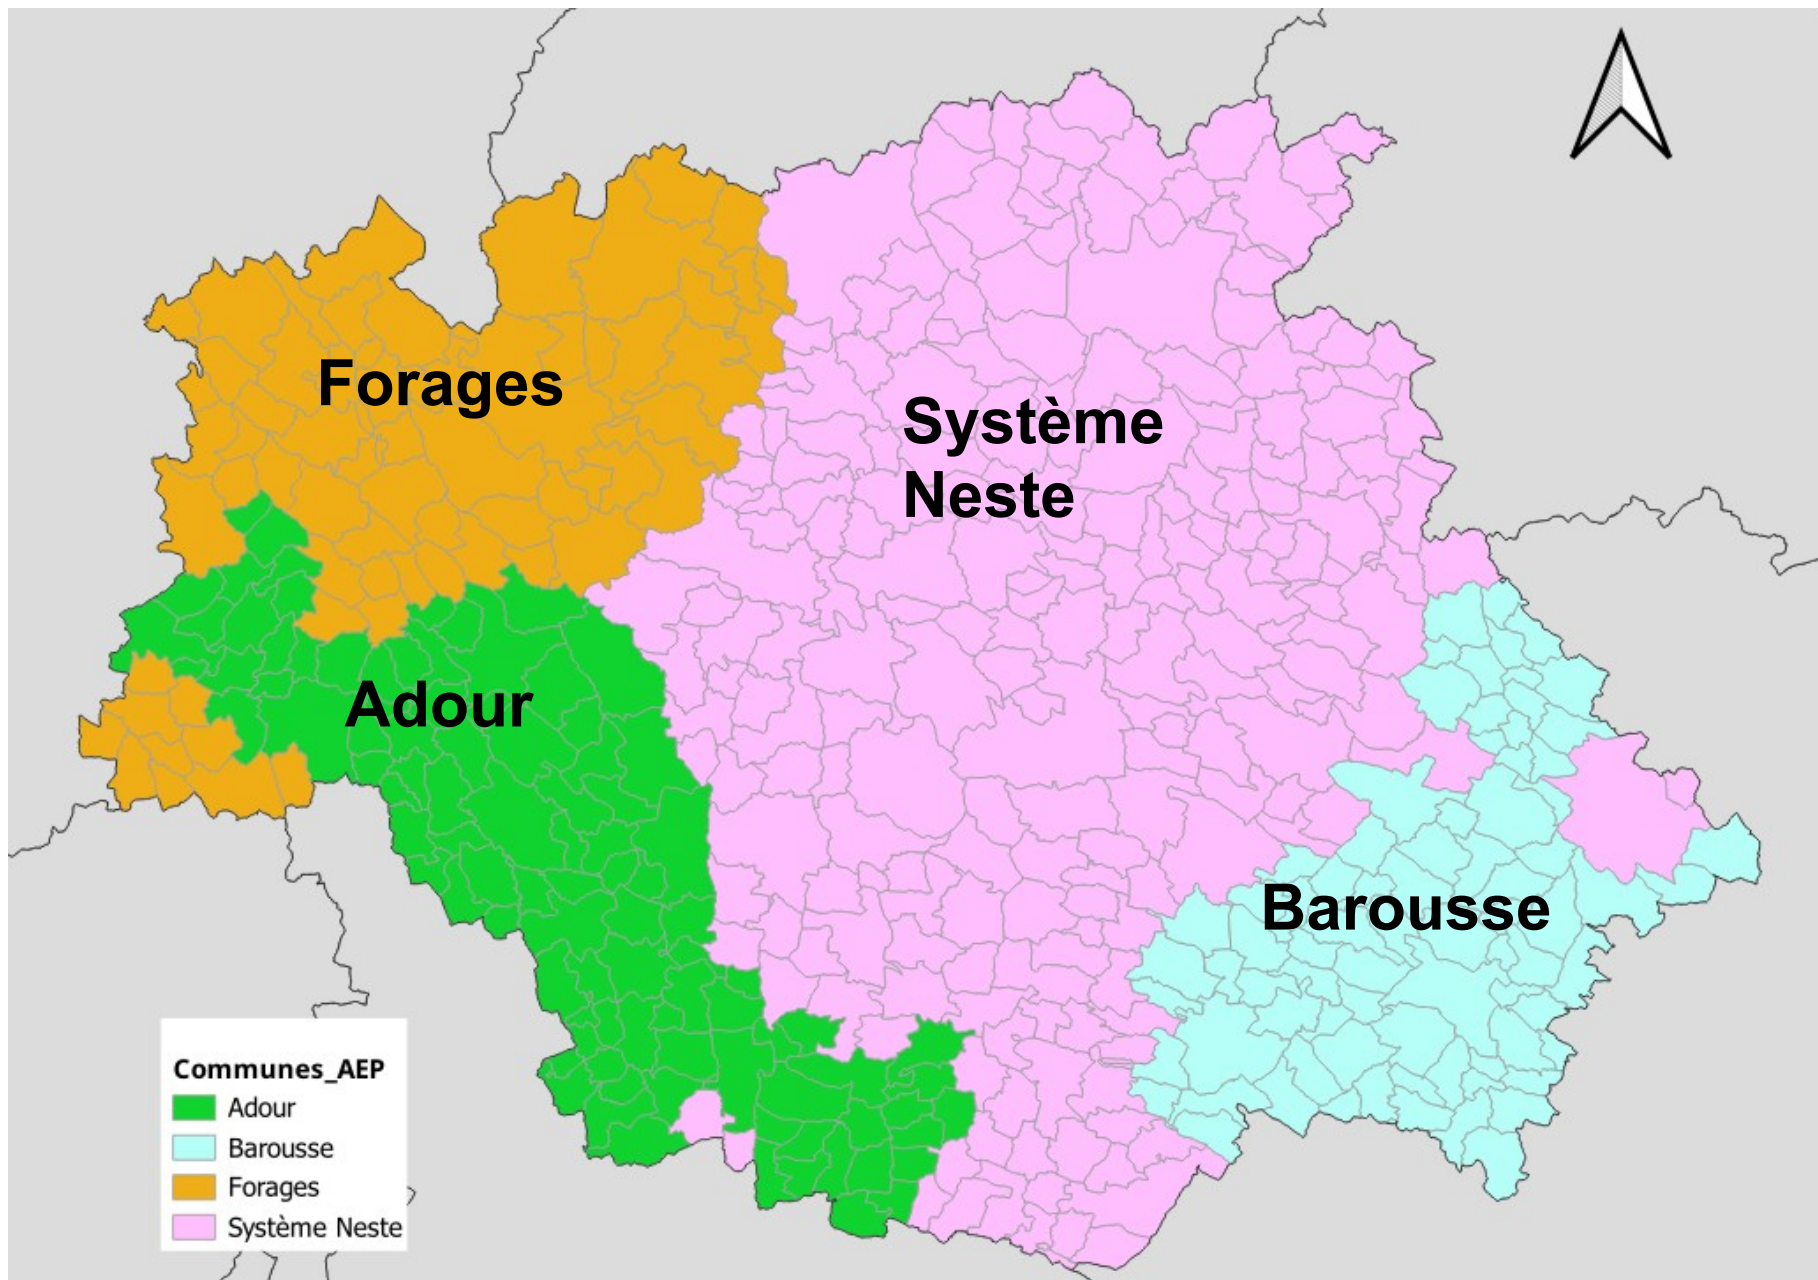 Forages
Système
Neste
Adour
Barousse
Communes_AEP
Adour
Barousse
Forages
Système Neste